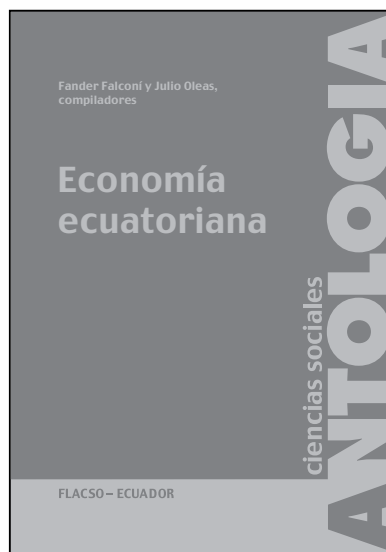 Fander Falconí y Julio Oleas,
compiladores
Economía
ecuatoriana
ciencias sociales
ANTOLOGIA
FLACSO – ECUADOR